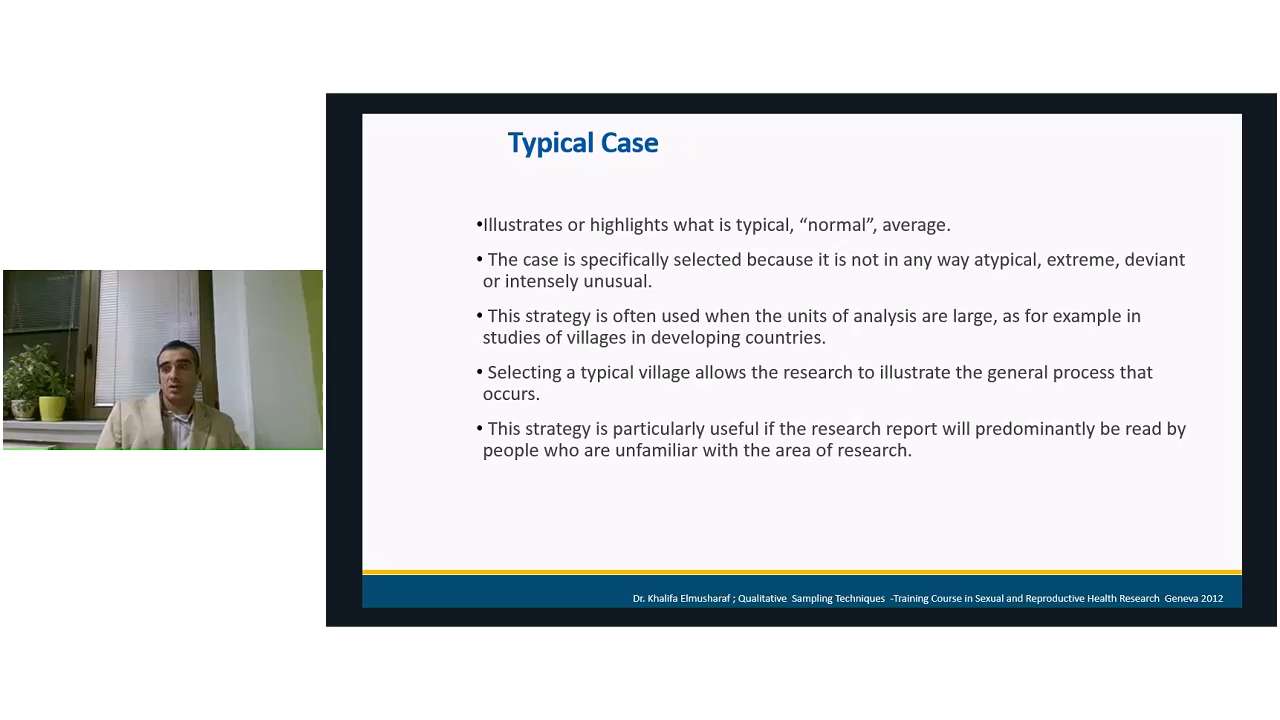 Typical Case
•Illustrates or highlights what is typical, “normal”, average.
• The case is specifically selected because it is not in any way atypical, extreme, deviant
or intensely unusual.
• This strategy is often used when the units of analysis are large, as for example in
studies of villages in developing countries.
• Selecting a typical village allows the research to illustrate the general process that
occurs.
• This strategy is particularly useful if the research report will predominantly be read by
people who are unfamiliar with the area of research.
Dr. Khalifa Elmusharaf ; Qualitative Sampling Techniques -Training Course in Sexual and Reproductive Health Research Geneva 2012